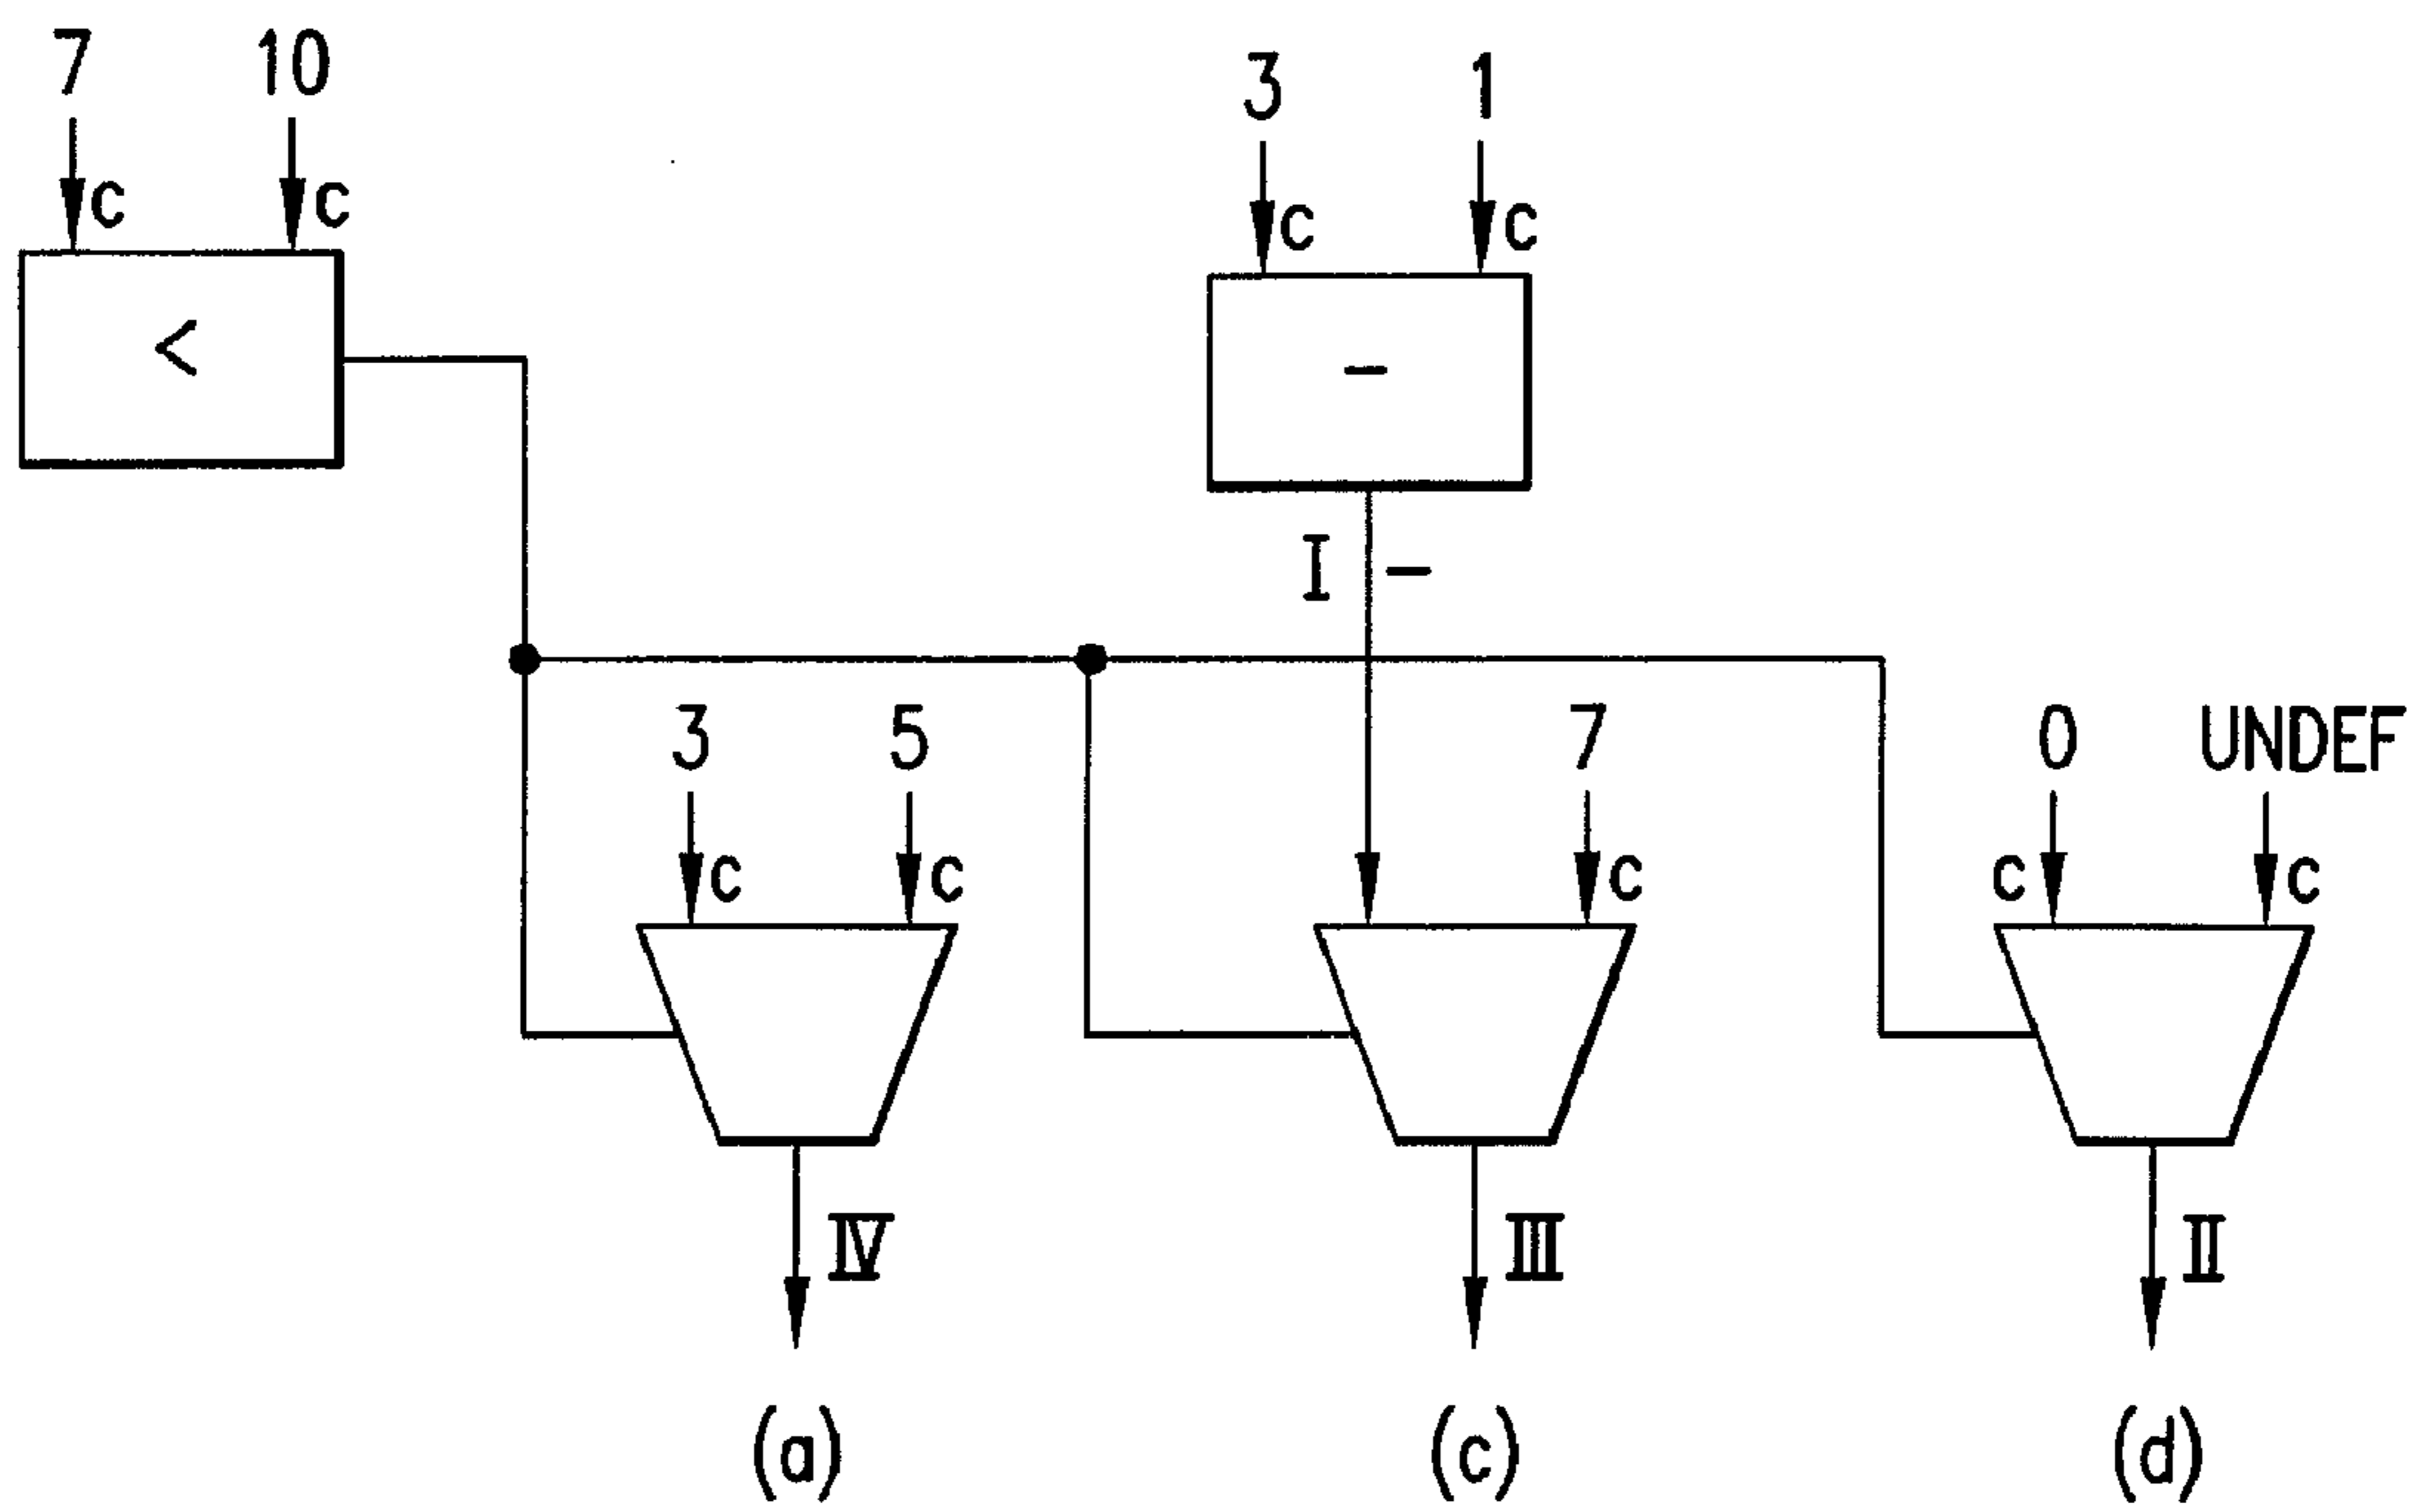 7 10
3 1
C C
C C
<
-
I -
3 5 7 0 UNDEF
C C C C C
IV III II
(a) (c) (d)